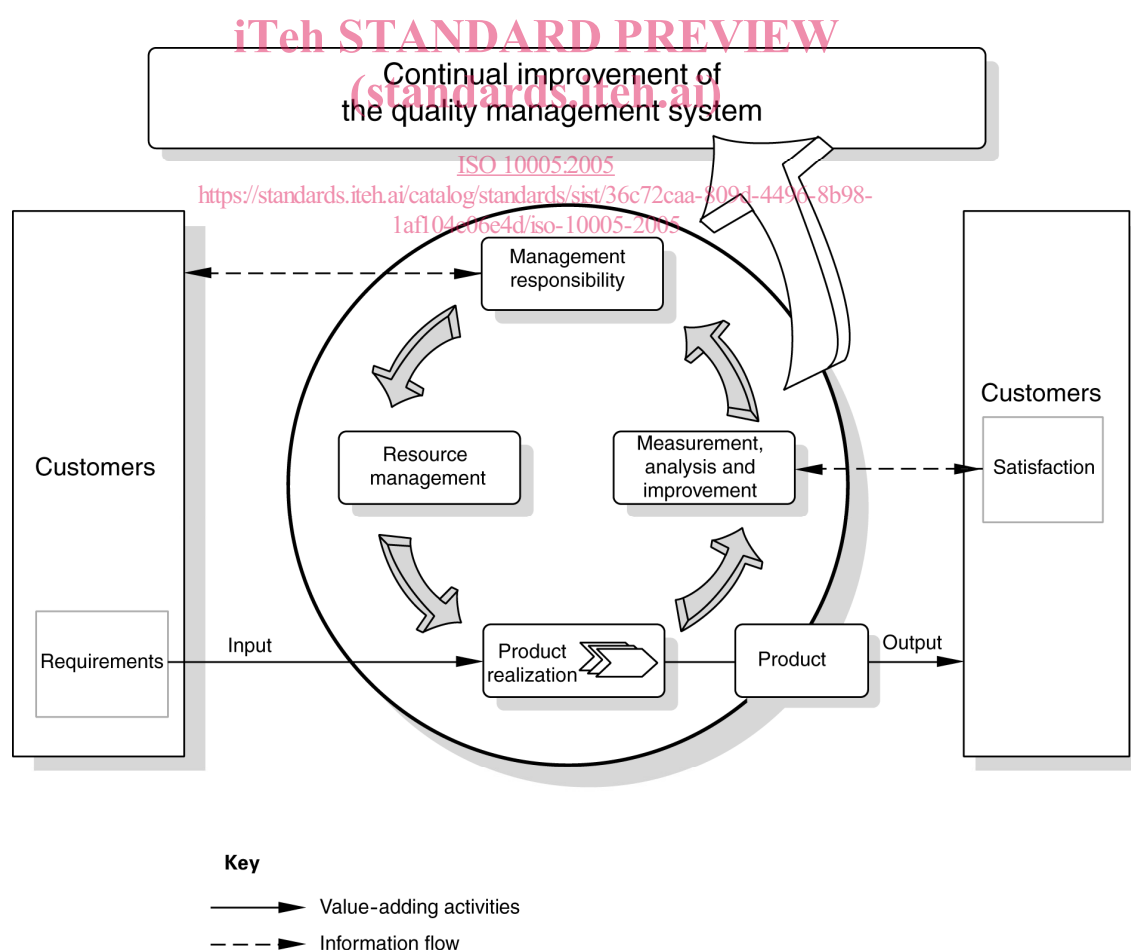 iTeh STANDARD PREVIEW
Continual improvement of
(standards.iteh.ai)
the quality management system
ISO 10005:2005
https://standards.iteh.ai/catalog/standards/sist/36c72caa-809d-4496-8b98-
1af104c06e4d/iso-10005-2005
Management
responsibility
Customers
Customers
Measurement,
analysis and
improvement
Resource
management
Satisfaction
Requirements
Input
Product
realization
Product
Output
Key
Value-adding activities
Information flow